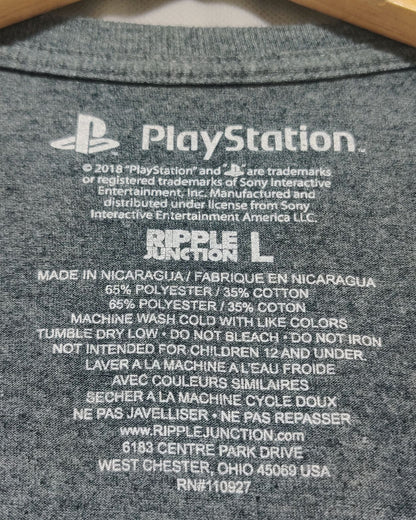 PlayStation™
© 2018 "PlayStation" and "PS" are trademarks
or registered trademarks of Sony Interactive
Entertainment, Inc. Manufactured and
distributed under license from Sony
Interactive Entertainment America LLC.
RIPPLE JUNCTION L
MADE IN NICARAGUA / FABRIQUE EN NICARAGUA
65% POLYESTER / 35% COTTON
65% POLYESTER / 35% COTON
MACHINE WASH COLD WITH LIKE COLORS
TUMBLE DRY LOW • DO NOT BLEACH • DO NOT IRON
NOT INTENDED FOR CHILDREN 12 AND UNDER.
LAVER A LA MACHINE A L'EAU FROIDE
AVEC COULEURS SIMILAIRES
SECHER A LA MACHINE CYCLE DOUX
NE PAS JAVELLISER • NE PAS REPASSER
www.RIPPLEJUNCTION.com
6183 CENTRE PARK DRIVE
WEST CHESTER, OHIO 45069 USA
RN#110927